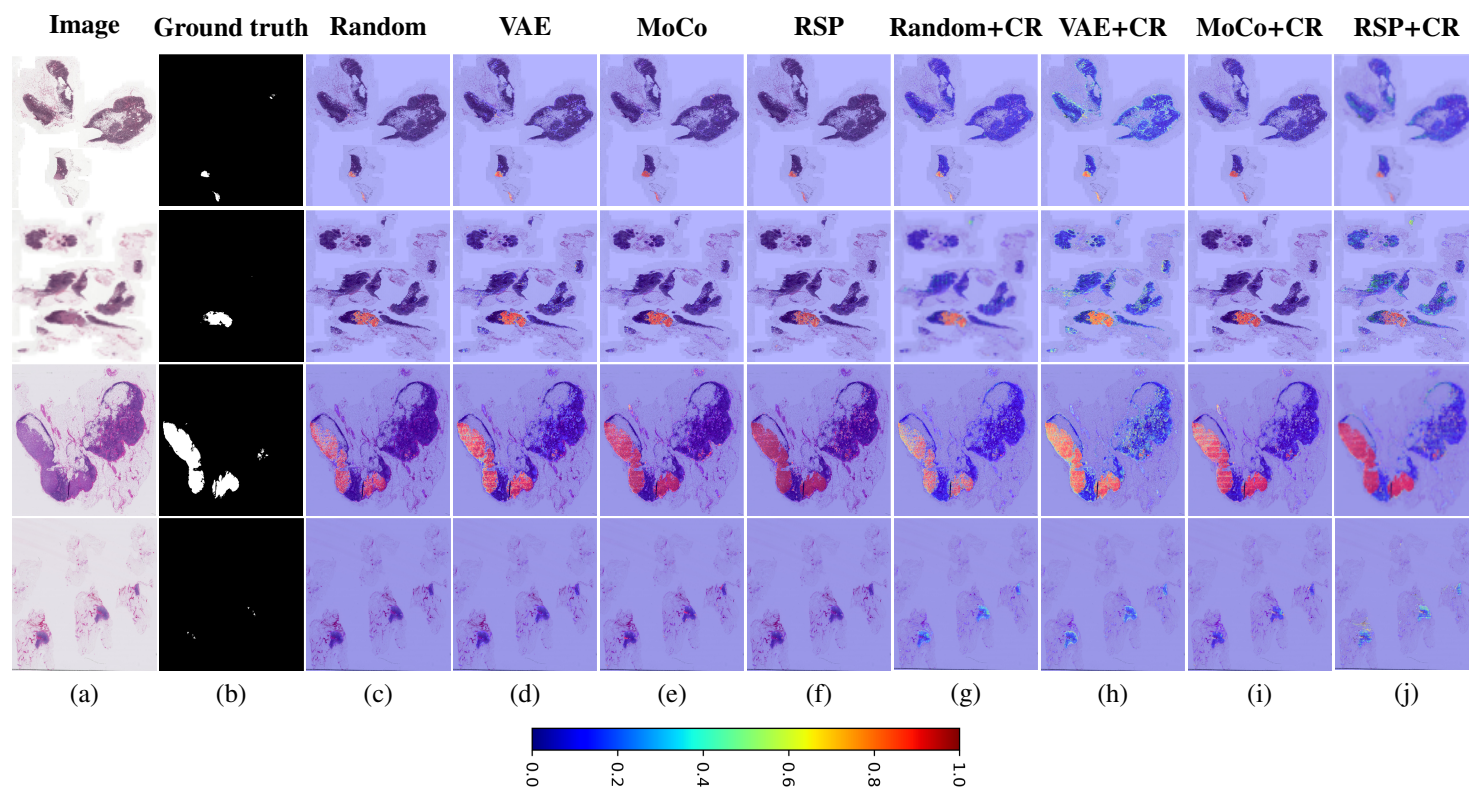 Image Ground truth Random VAE MoCo RSP Random+CR VAE+CR MoCo+CR RSP+CR
(a) (b) (c) (d) (e) (f) (g) (h) (i) (j)
0.0 0.2 0.4 0.6 0.8 1.0